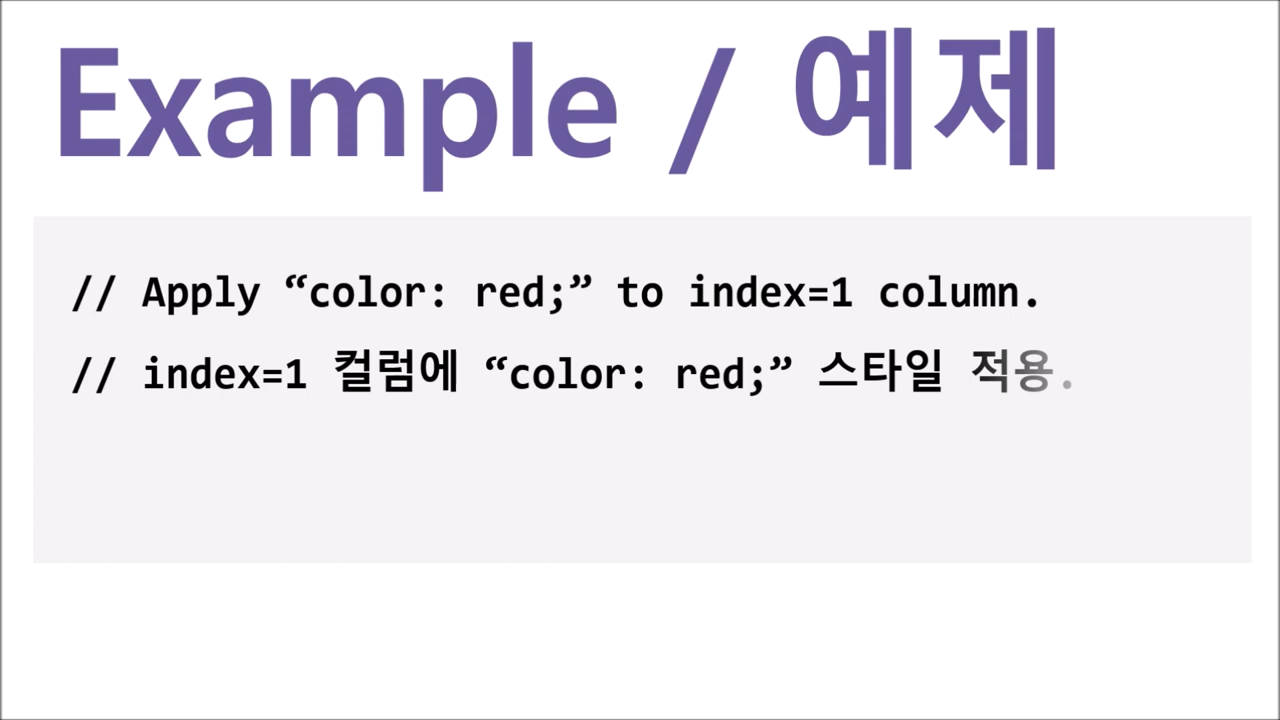 Example / 예제
// Apply “color: red;” to index=1 column.
// index=1 컬럼에 “color: red;” 스타일 적용.